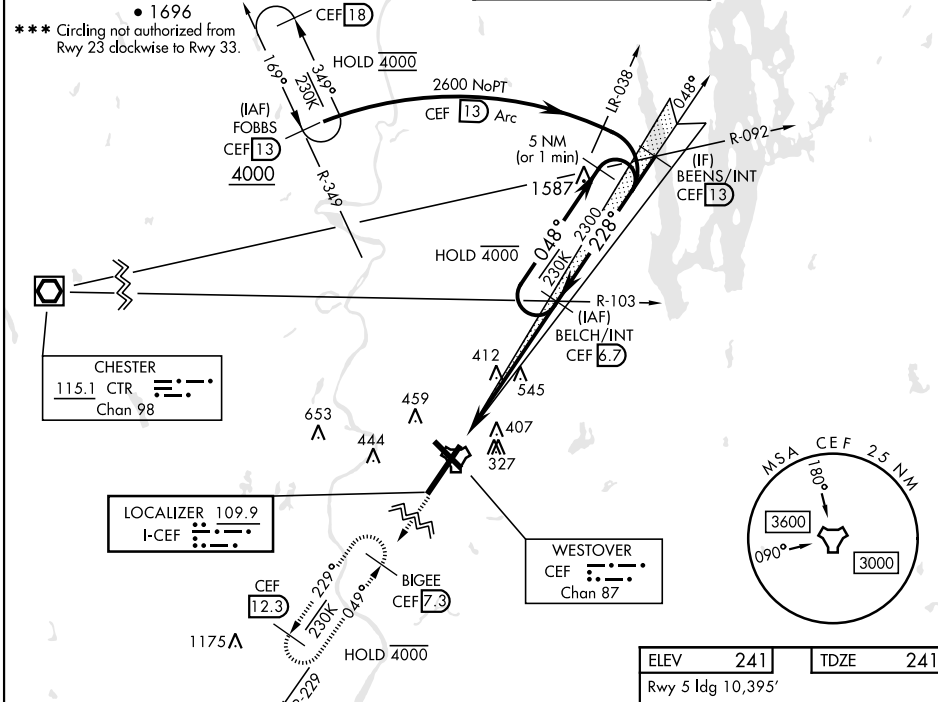 1696
*** Circling not authorized from
Rwy 23 clockwise to Rwy 33.
CEF 18
HOLD 4000
169°
349°
230K
2600 NoPT
CEF 13 Arc
(IAF)
FOBBS
CEF 13
4000
R-349
LR-038
048°
5 NM
(or 1 min)
R-092
1587
(IF)
BEENS/INT
CEF 13
HOLD 4000
048°
2300
228°
230K
R-103
(IAF)
BELCH/INT
CEF 6.7
CHESTER
115.1 CTR
Chan 98
412
545
459
407
653
444
327
LOCALIZER 109.9
I-CEF
WESTOVER
CEF
Chan 87
MSA CEF 25 NM
180°
3600
090°
3000
CEF
12.3
229°
049°
230K
BIGEE
CEF 7.3
1175
HOLD 4000
R-229
ELEV 241
TDZE 241
Rwy 5 ldg 10,395'